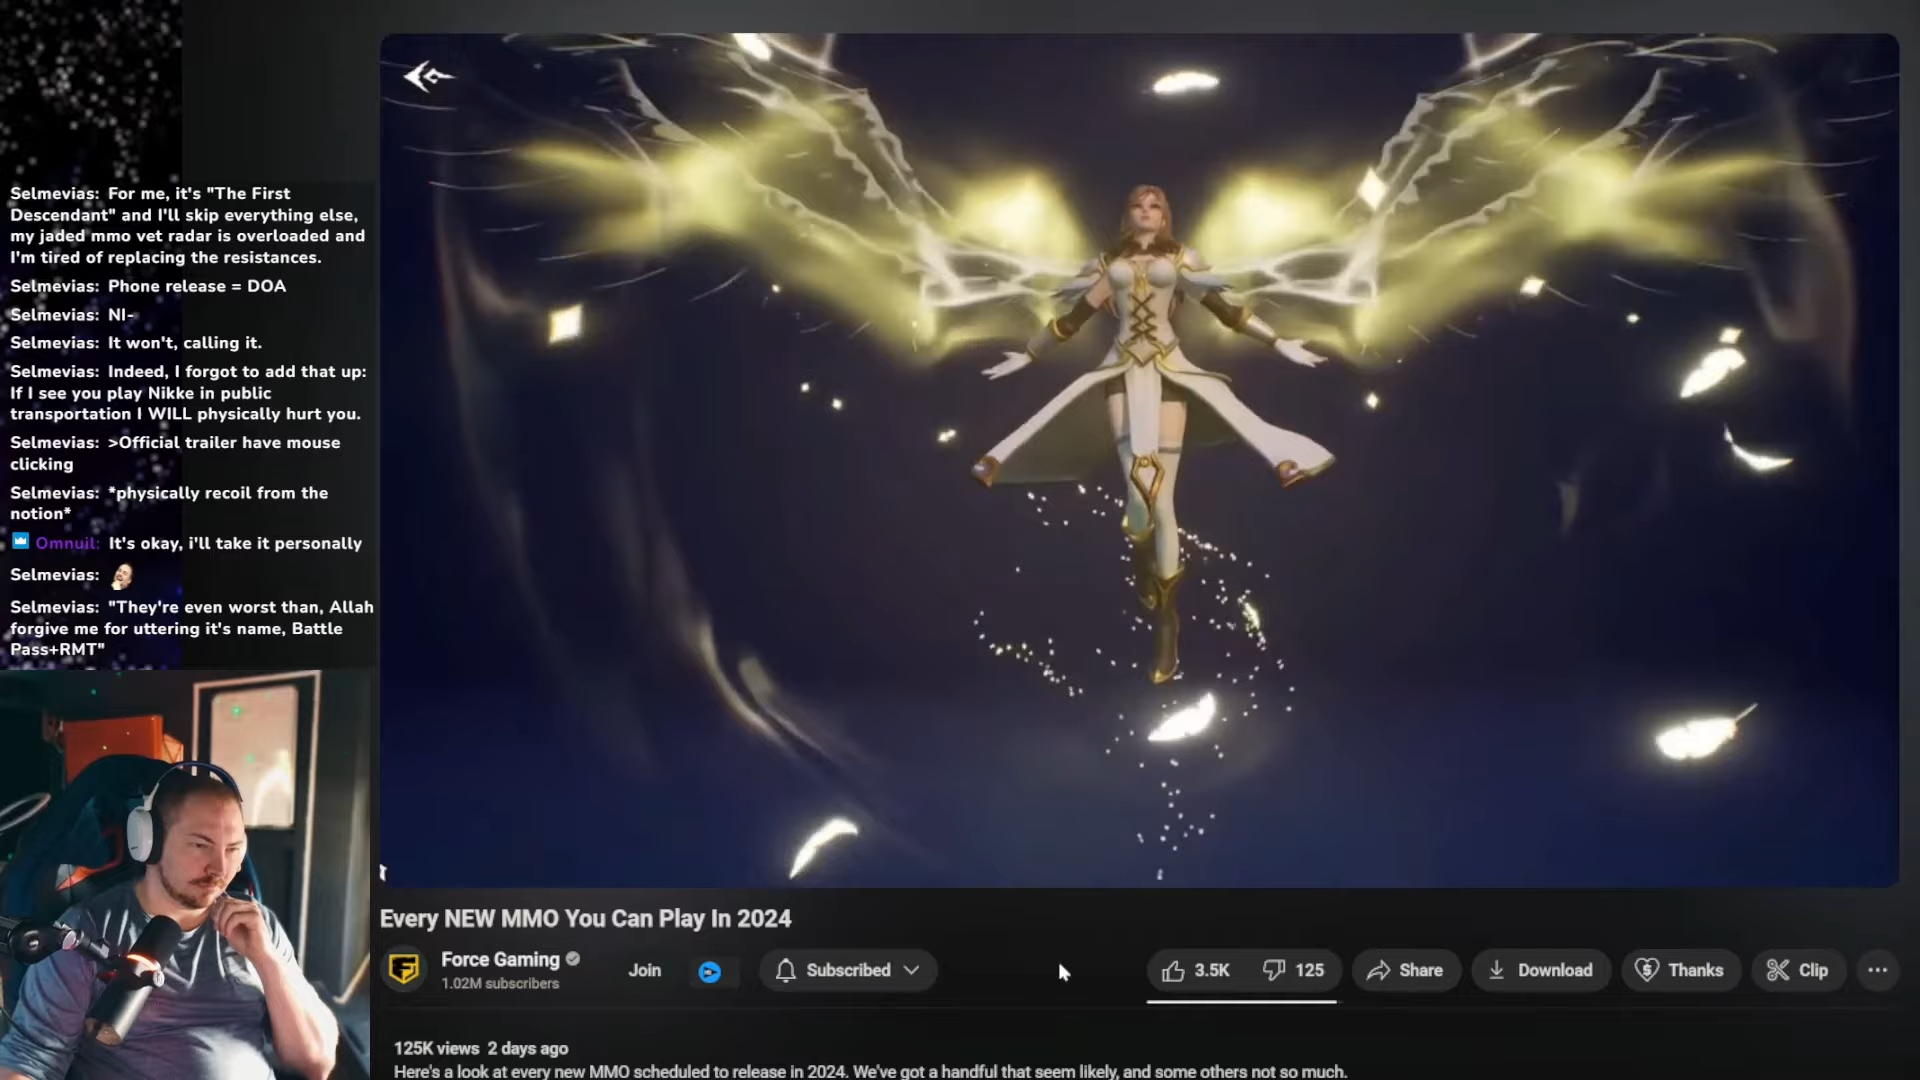 Selmevias: For me, it's "The First
Descendant" and I'll skip everything else,
my jaded mmo vet radar is overloaded and
I'm tired of replacing the resistances.
Selmevias: Phone release = DOA
Selmevias: NI-
Selmevias: It won't, calling it.
Selmevias: Indeed, I forgot to add that up:
If I see you play Nikke in public
transportation I WILL physically hurt you.
Selmevias: >Official trailer have mouse
clicking
Selmevias: *physically recoil from the
notion*
Omnuil: It's okay, i'll take it personally
Selmevias:
Selmevias: "They're even worst than, Allah
forgive me for uttering it's name, Battle
Pass+RMT"
Every NEW MMO You Can Play In 2024
Force Gaming
1.02M subscribers
Join
Subscribed
3.5K
125
Share
Download
Thanks
Clip
125K views 2 days ago
Here's a look at every new MMO scheduled to release in 2024. We've got a handful that seem likely, and some others not so much.